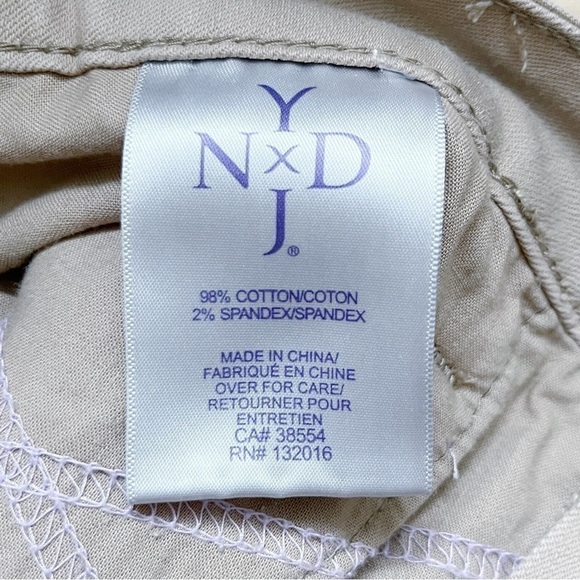 Y
N×D
J®
98% COTTON/COTON
2% SPANDEX/SPANDEX
MADE IN CHINA/
FABRIQUÉ EN CHINE
OVER FOR CARE/
RETOURNER POUR
ENTRETIEN
CA# 38554
RN# 132016